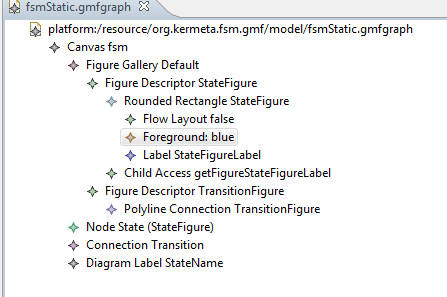 fsmStatic.gmfgraph
platform:/resource/org.kermeta.fsm.gmf/model/fsmStatic.gmfgraph
Canvas fsm
Figure Gallery Default
Figure Descriptor StateFigure
Rounded Rectangle StateFigure
Flow Layout false
Foreground: blue
Label StateFigureLabel
Child Access getFigureStateFigureLabel
Figure Descriptor TransitionFigure
Polyline Connection TransitionFigure
Node State (StateFigure)
Connection Transition
Diagram Label StateName